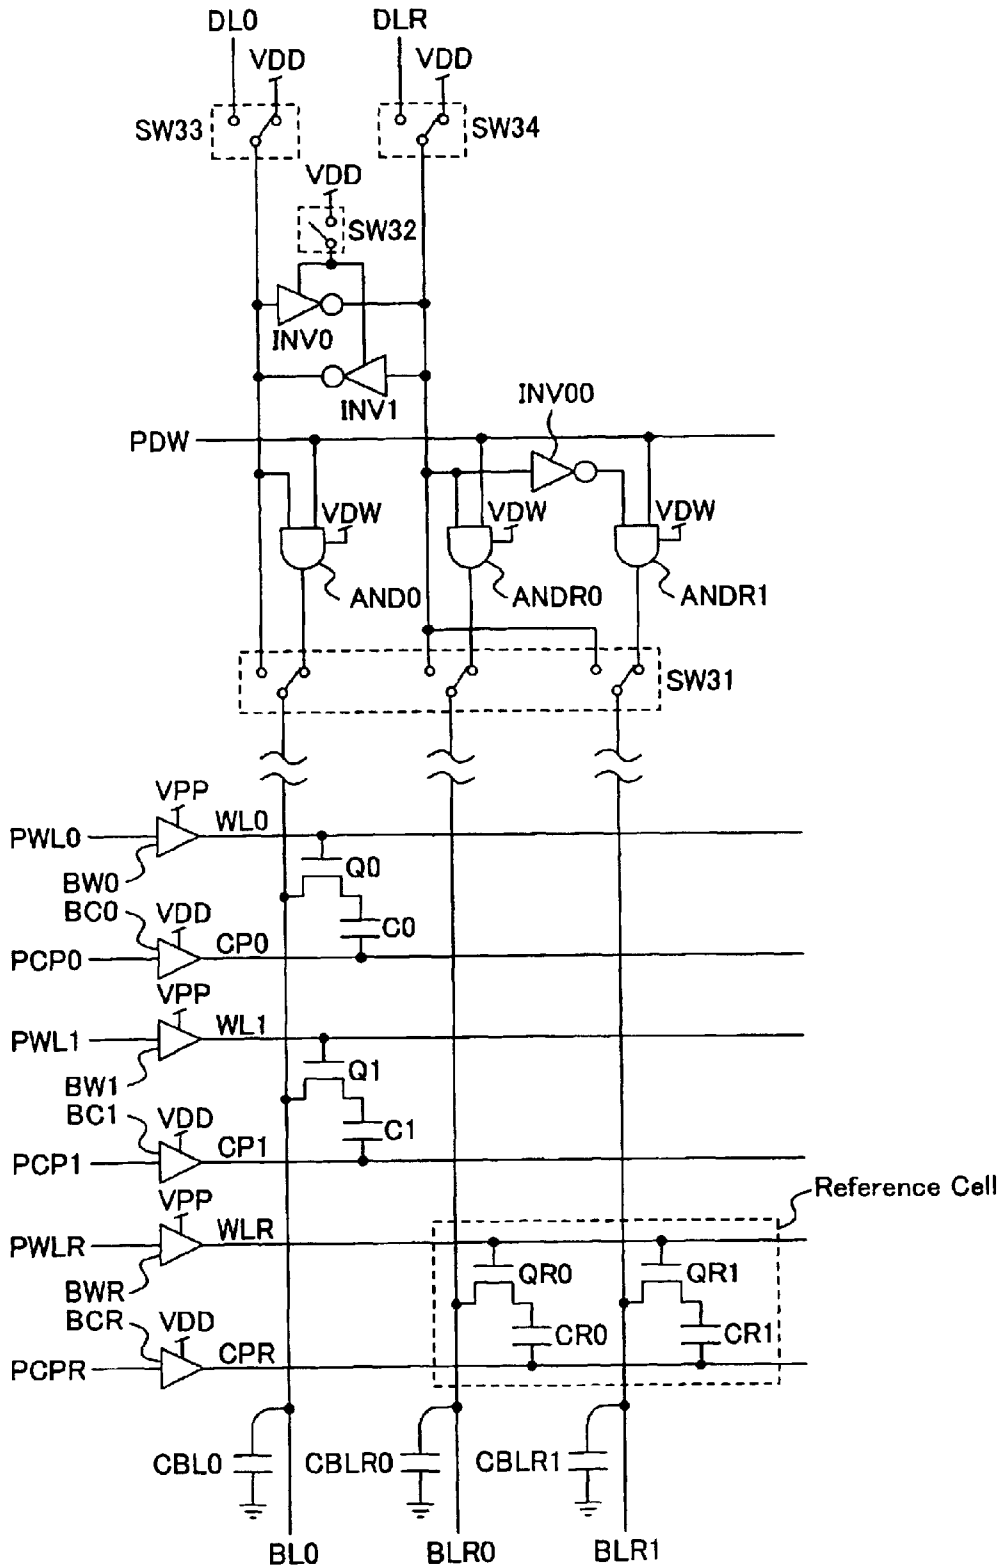 DL0 DLR
VDD VDD
SW33 SW34
VDD
SW32
INV0
INV1
INV00
PDW
VDW VDW VDW
AND0 ANDR0 ANDR1
SW31
VPP
PWL0 WL0
BW0 Q0
BC0 VDD C0
PCP0 CP0
VPP
PWL1 WL1
BW1 Q1
BC1 VDD C1
PCP1 CP1
Reference Cell
VPP
PWLR WLR
BWR QR0 QR1
BCR VDD CR0 CR1
PCPR CPR
CBL0 CBLR0 CBLR1
BL0 BLR0 BLR1